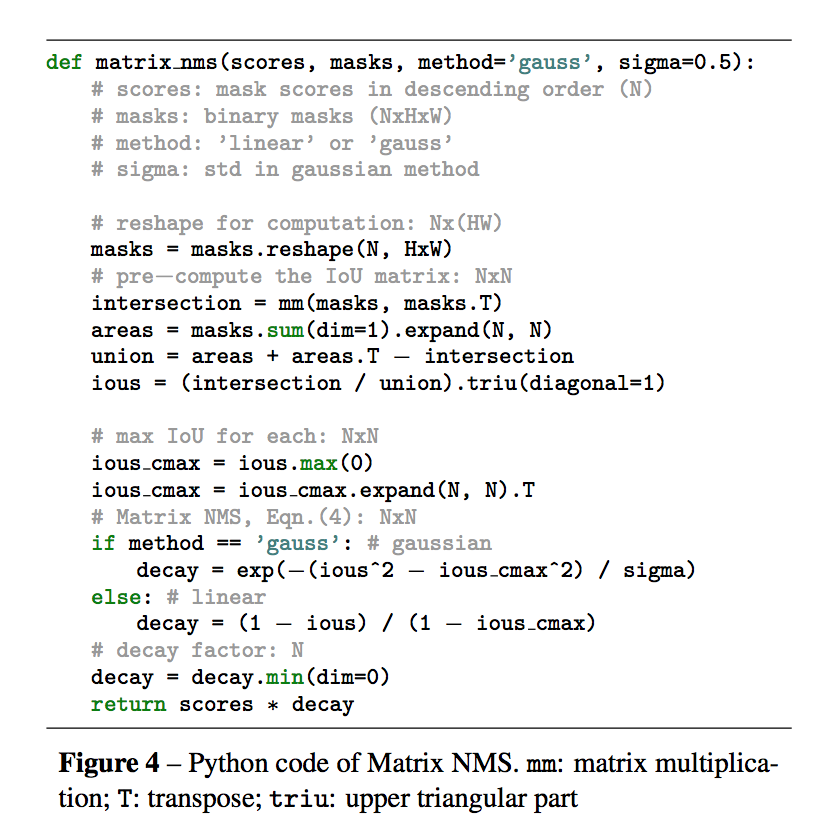 def matrix_nms(scores, masks, method=’gauss’, sigma=0.5):
# scores: mask scores in descending order (N)
# masks: binary masks (NxHxW)
# method: ’linear’ or ’gauss’
# sigma: std in gaussian method
# reshape for computation: Nx(HW)
masks = masks.reshape(N, HxW)
# pre−compute the IoU matrix: NxN
intersection = mm(masks, masks.T)
areas = masks.sum(dim=1).expand(N, N)
union = areas + areas.T − intersection
ious = (intersection / union).triu(diagonal=1)
# max IoU for each: NxN
ious_cmax = ious.max(0)
ious_cmax = ious_cmax.expand(N, N).T
# Matrix NMS, Eqn.(4): NxN
if method == ’gauss’: # gaussian
decay = exp(−(ious^2 − ious_cmax^2) / sigma)
else: # linear
decay = (1 − ious) / (1 − ious_cmax)
# decay factor: N
decay = decay.min(dim=0)
return scores * decay
Figure 4 – Python code of Matrix NMS. mm: matrix multiplica-
tion; T: transpose; triu: upper triangular part